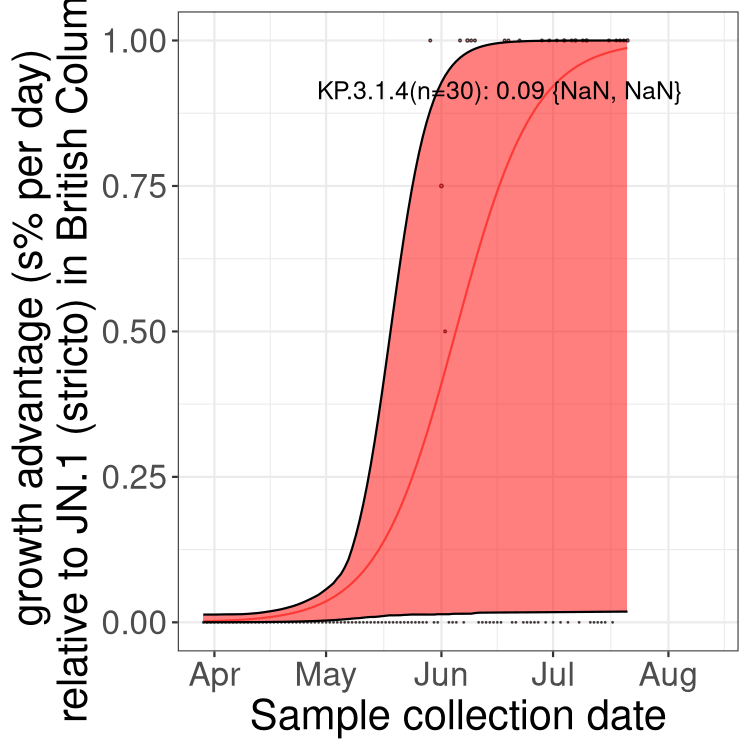 growth advantage (s% per day)
relative to JN.1 (stricto) in British Colum
1.00
0.75
0.50
0.25
0.00
KP.3.1.4(n=30): 0.09 {NaN, NaN}
Apr May Jun Jul Aug
Sample collection date